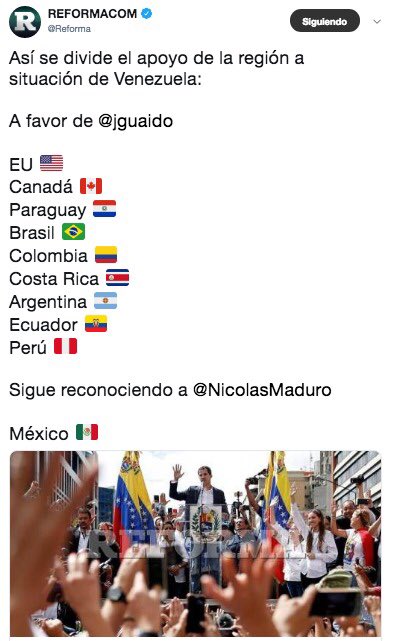 REFORMACOM
@Reforma
Siguiendo
Así se divide el apoyo de la región a
situación de Venezuela:
A favor de @jguaido
EU 🇺🇸
Canadá 🇨🇦
Paraguay 🇵🇾
Brasil 🇧🇷
Colombia 🇨🇴
Costa Rica 🇨🇷
Argentina 🇦🇷
Ecuador 🇪🇨
Perú 🇵🇪
Sigue reconociendo a @NicolasMaduro
México 🇲🇽
REFORMA